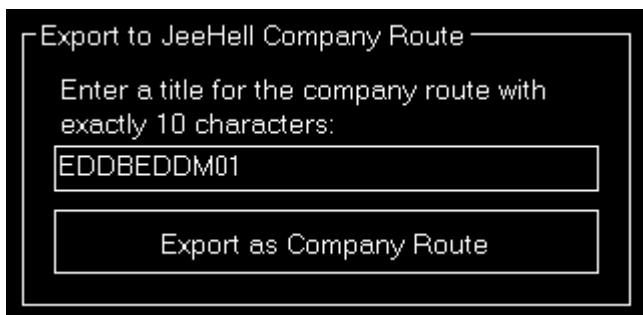 Export to JeeHell Company Route
Enter a title for the company route with
exactly 10 characters:
EDDBEDDM01
Export as Company Route